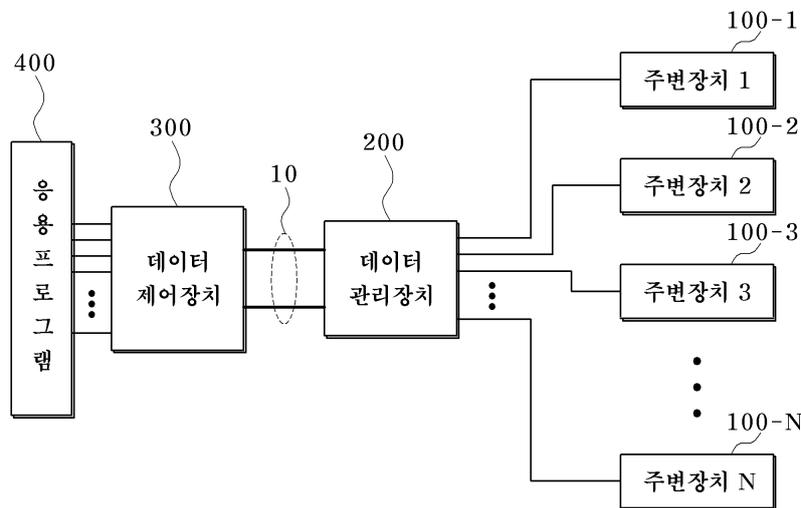 400
응용프로그램
300
데이터
제어장치
10
200
데이터
관리장치
100-1
주변장치 1
100-2
주변장치 2
100-3
주변장치 3
100-N
주변장치 N